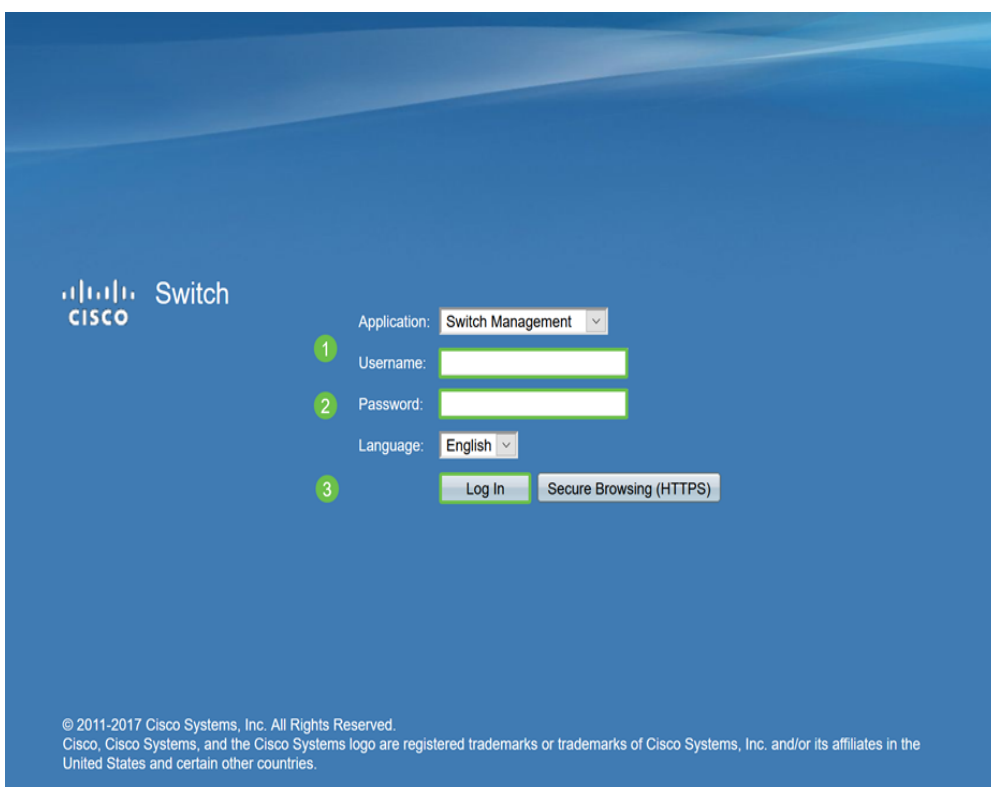 CISCO
Switch
Application: Switch Management
1
Username:
2 Password:
Language: English
3 Log In Secure Browsing (HTTPS)
© 2011-2017 Cisco Systems, Inc. All Rights Reserved.
Cisco, Cisco Systems, and the Cisco Systems logo are registered trademarks or trademarks of Cisco Systems, Inc. and/or its affiliates in the
United States and certain other countries.